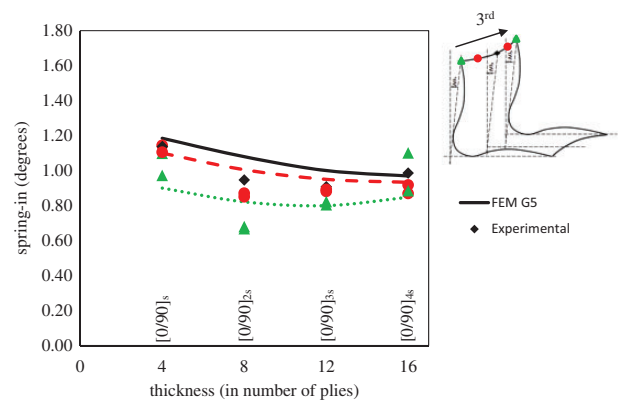 1.80
1.60
1.40
1.20
1.00
0.80
0.60
0.40
0.20
0.00
spring-in (degrees)
[0/90]s
[0/90]2s
[0/90]3s
[0/90]4s
0 4 8 12 16
thickness (in number of plies)
3rd
FEM G5
Experimental